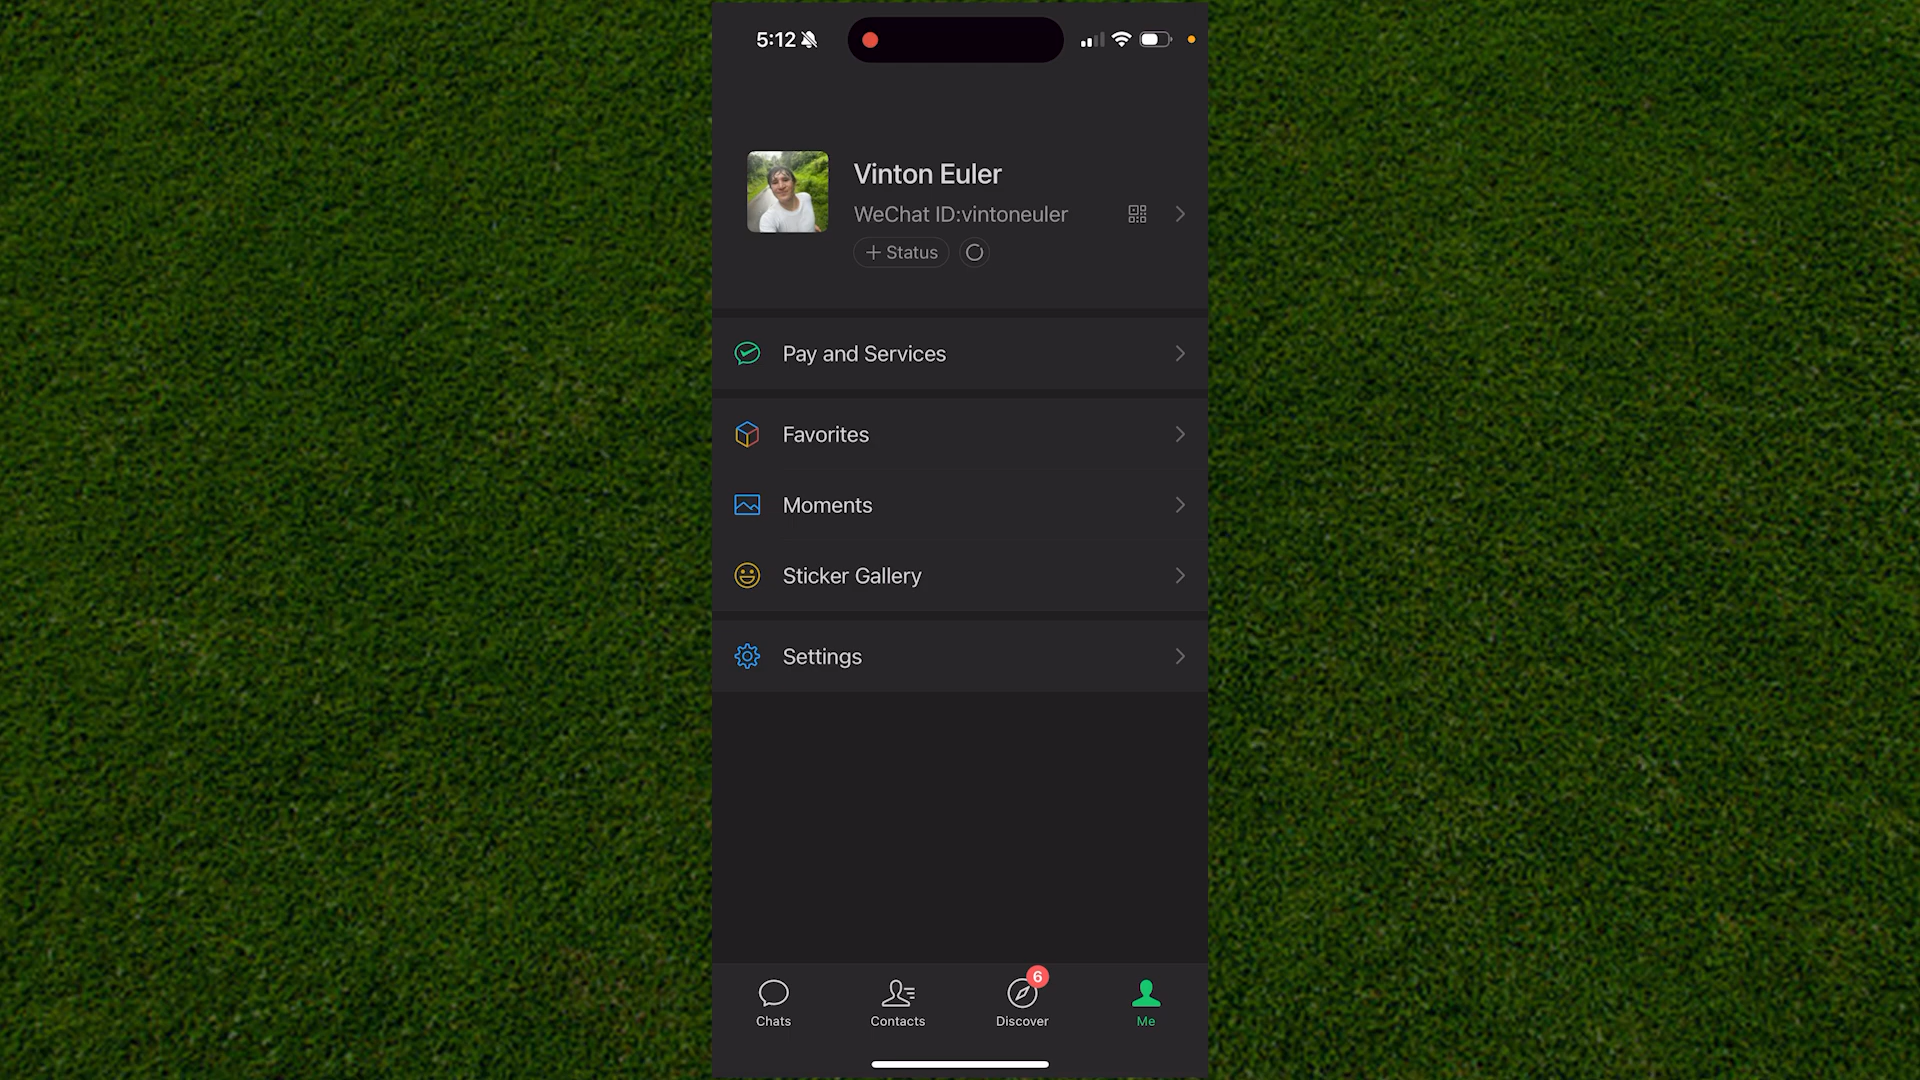 5:12
Vinton Euler
WeChat ID:vintoneuler
+ Status
Pay and Services
Favorites
Moments
Sticker Gallery
Settings
6
Chats
Contacts
Discover
Me